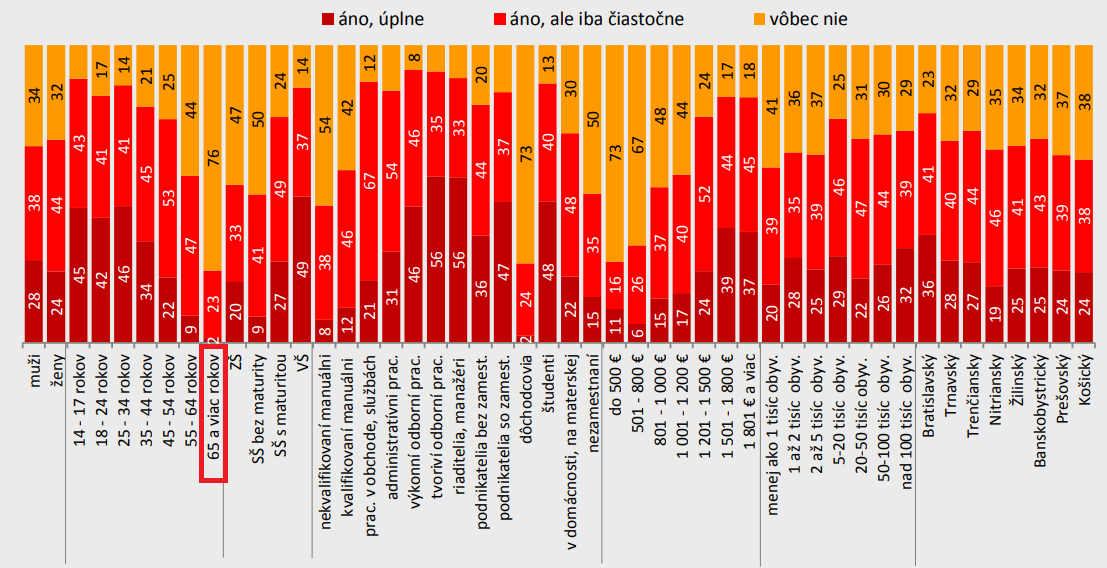 áno, úplne áno, ale iba čiastočne vôbec nie
34 32 17 14 21 25 44 76 47 50 24 14 54 42 12 8 20 73 13 30 50 73 67 48 44 24 17 18 41 36 37 25 31 30 29 23 32 29 35 34 32 37 38
38 44 43 41 41 45 53 47 23 33 41 49 37 38 46 67 54 46 35 33 44 37 24 40 48 35 16 26 37 40 52 44 45 39 35 39 46 47 44 39 41 40 44 46 41 43 39 38
28 24 45 42 46 34 22 9 2 20 9 27 49 8 12 21 31 46 56 56 36 47 2 48 22 15 11 6 15 17 24 39 37 20 28 25 29 22 26 32 36 28 27 19 25 25 24 24
muži
ženy
14 - 17 rokov
18 - 24 rokov
25 - 34 rokov
35 - 44 rokov
45 - 54 rokov
55 - 64 rokov
65 a viac rokov
ZŠ
SŠ bez maturity
SŠ s maturitou
VŠ
nekvalifikovaní manuálni
kvalifikovaní manuálni
prac. v obchode, službách
administratívni prac.
výkonní odborní prac.
tvoriví odborní prac.
riaditelia, manažéri
podnikatelia bez zamest.
podnikatelia so zamest.
dôchodovia
študenti
v domácnosti, na materskej
nezamestnaní
do 500 €
501 - 800 €
801 - 1 000 €
1 001 - 1 200 €
1 201 - 1 500 €
1 501 - 1 800 €
1 801 € a viac
menej ako 1 tisíc obyv.
1 až 2 tisíc obyv.
2 až 5 tisíc obyv.
5-20 tisíc obyv.
20-50 tisíc obyv.
50-100 tisíc obyv.
nad 100 tisíc obyv.
Bratislavský
Trnavský
Trenčiansky
Nitriansky
Žilinský
Banskobystrický
Prešovský
Košický